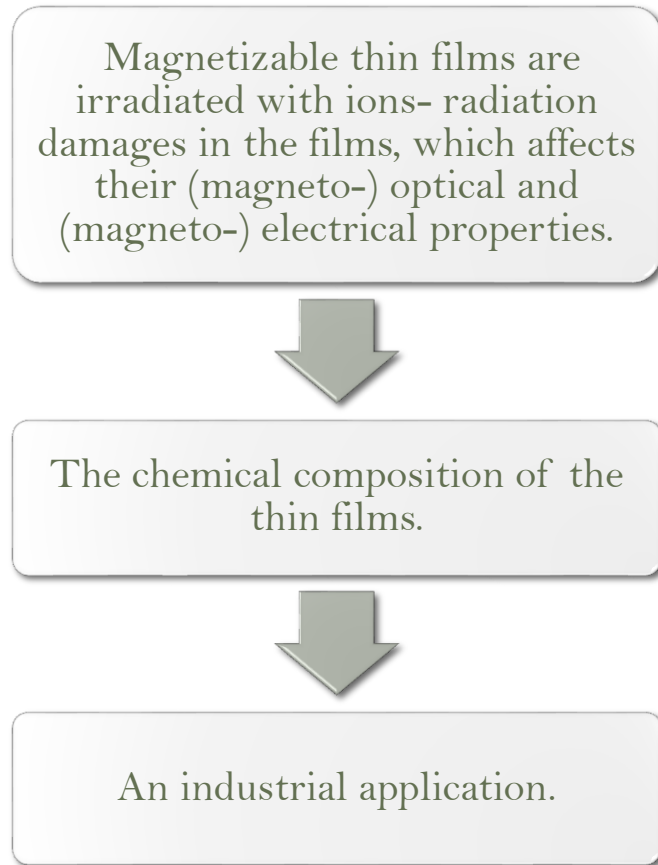 Magnetizable thin films are
irradiated with ions- radiation
damages in the films, which affects
their (magneto-) optical and
(magneto-) electrical properties.
The chemical composition of the
thin films.
An industrial application.